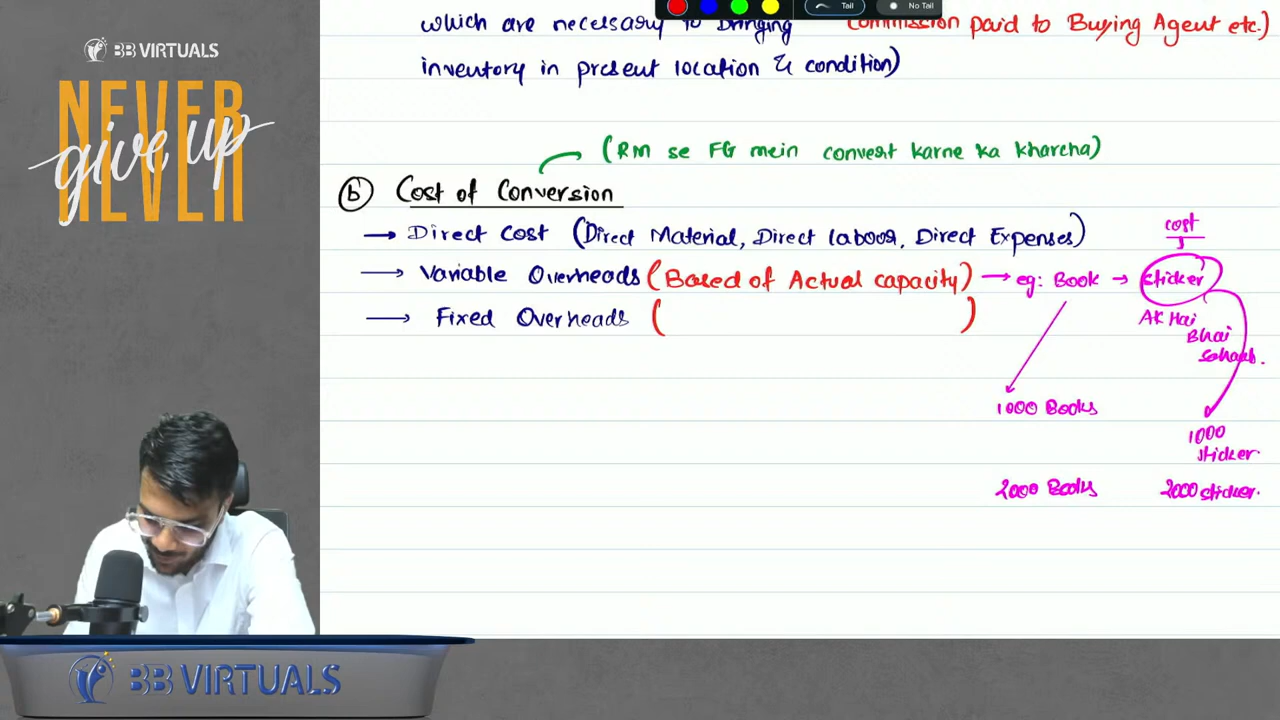 BB VIRTUALS
NEVER
give up
NEVER
Tail
No Tail
which are necessary to bringing commission paid to Buying Agent etc.)
inventory in present location & condition)
(RM se FG mein convert karne ka kharcha)
(b) Cost of Conversion
→ Direct Cost (Direct Material, Direct labour, Direct Expenses)
→ Variable Overheads (Based of Actual capacity) → eg: Book → sticker
cost
→ Fixed Overheads ( )
AK Hai
Bhai
Sahab.
1000 Books
1000
sticker.
2000 Books 2000 sticker.
BB VIRTUALS